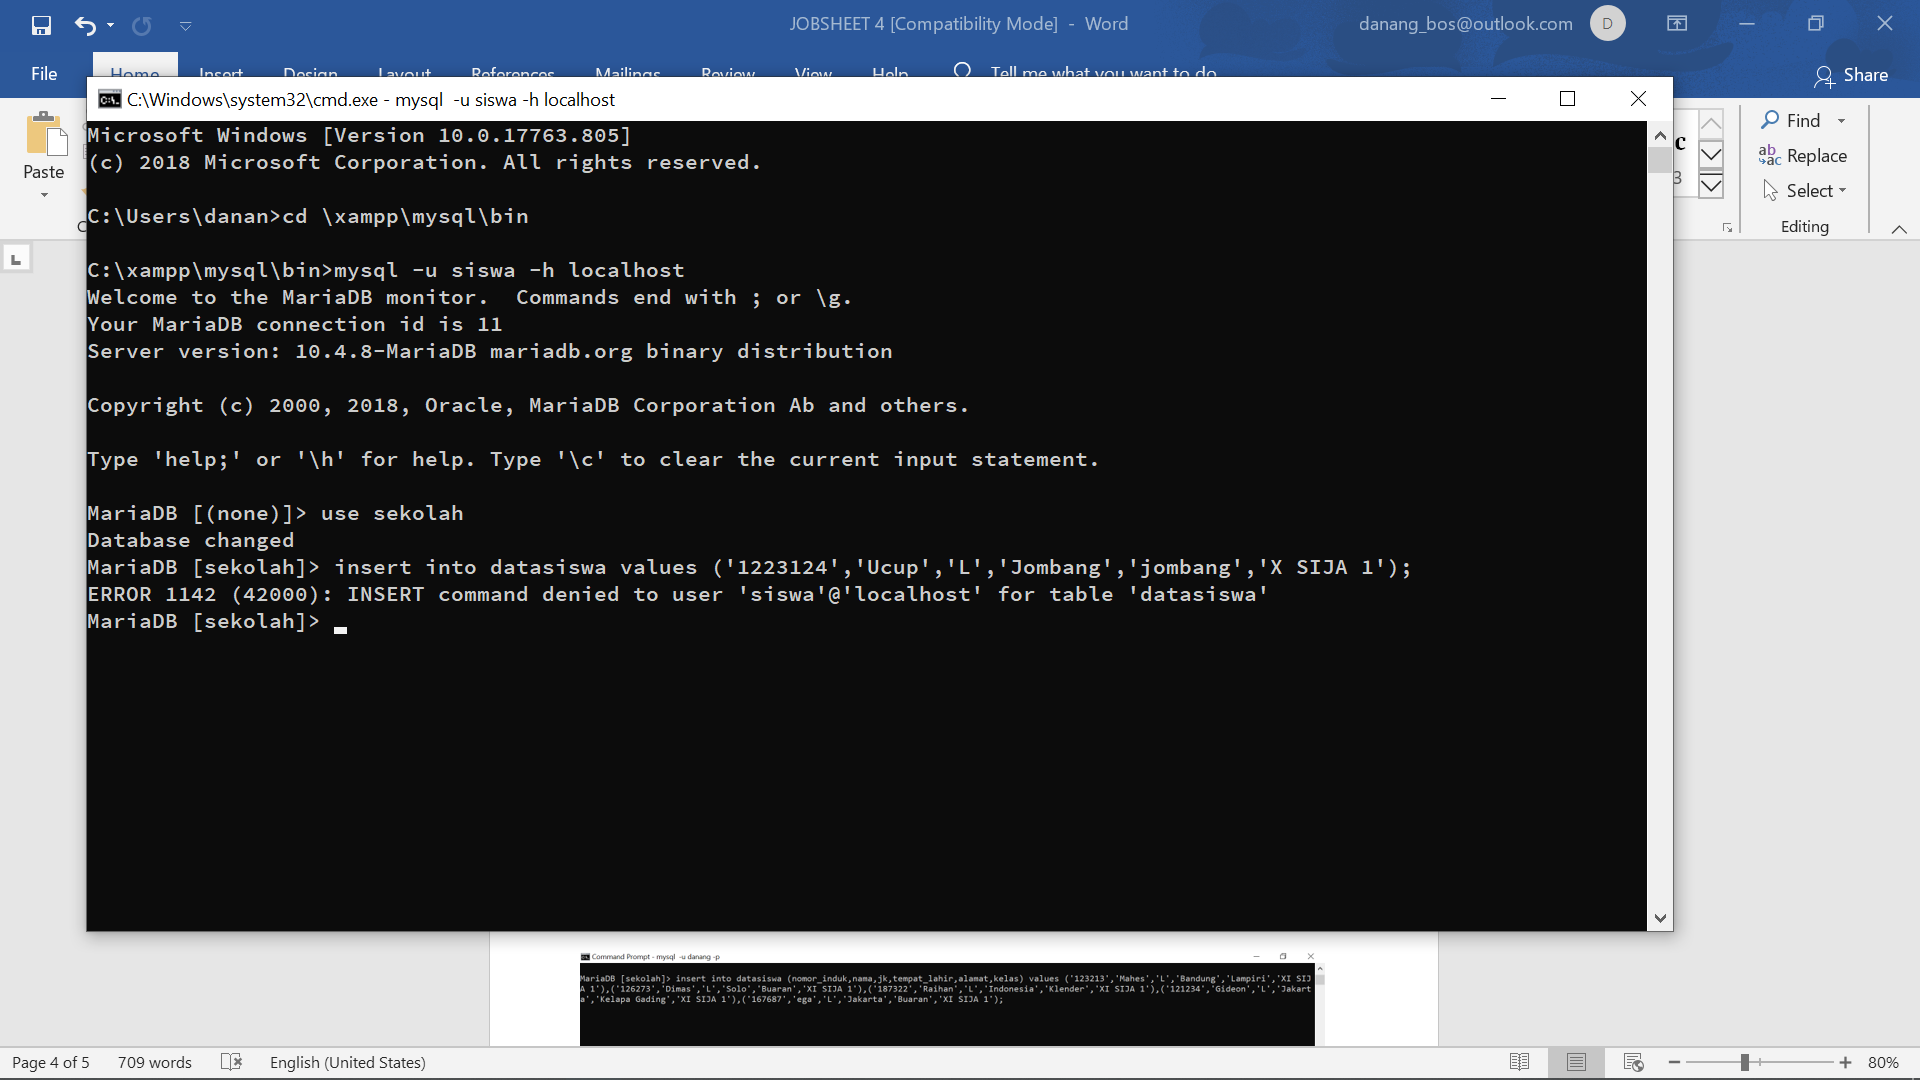 JOBSHEET 4 [Compatibility Mode] - Word
danang_bos@outlook.com
D
File
Home
Insert
Design
Layout
References
Mailings
Review
View
Help
Tell me what you want to do
Share
C:\Windows\system32\cmd.exe - mysql -u siswa -h localhost
Paste
Find
Replace
Select
Editing
Microsoft Windows [Version 10.0.17763.805]
(c) 2018 Microsoft Corporation. All rights reserved.
C:\Users\danan>cd \xampp\mysql\bin
C:\xampp\mysql\bin>mysql -u siswa -h localhost
Welcome to the MariaDB monitor.  Commands end with ; or \g.
Your MariaDB connection id is 11
Server version: 10.4.8-MariaDB mariadb.org binary distribution
Copyright (c) 2000, 2018, Oracle, MariaDB Corporation Ab and others.
Type 'help;' or '\h' for help. Type '\c' to clear the current input statement.
MariaDB [(none)]> use sekolah
Database changed
MariaDB [sekolah]> insert into datasiswa values ('1223124','Ucup','L','Jombang','jombang','X SIJA 1');
ERROR 1142 (42000): INSERT command denied to user 'siswa'@'localhost' for table 'datasiswa'
MariaDB [sekolah]>
Command Prompt - mysql -u danang -p
MariaDB [sekolah]> insert into datasiswa (nomor_induk,nama,jk,tempat_lahir,alamat,kelas) values ('123213','Mahes','L','Bandung','Lampiri','XI SIJ
A 1'),('126273','Dimas','L','Solo','Buaran','XI SIJA 1'),('187322','Raihan','L','Indonesia','Klender','XI SIJA 1'),('121234','Gideon','L','Jakart
a','Kelapa Gading','XI SIJA 1'),('167687','ega','L','Jakarta','Buaran','XI SIJA 1');
Page 4 of 5
709 words
English (United States)
80%